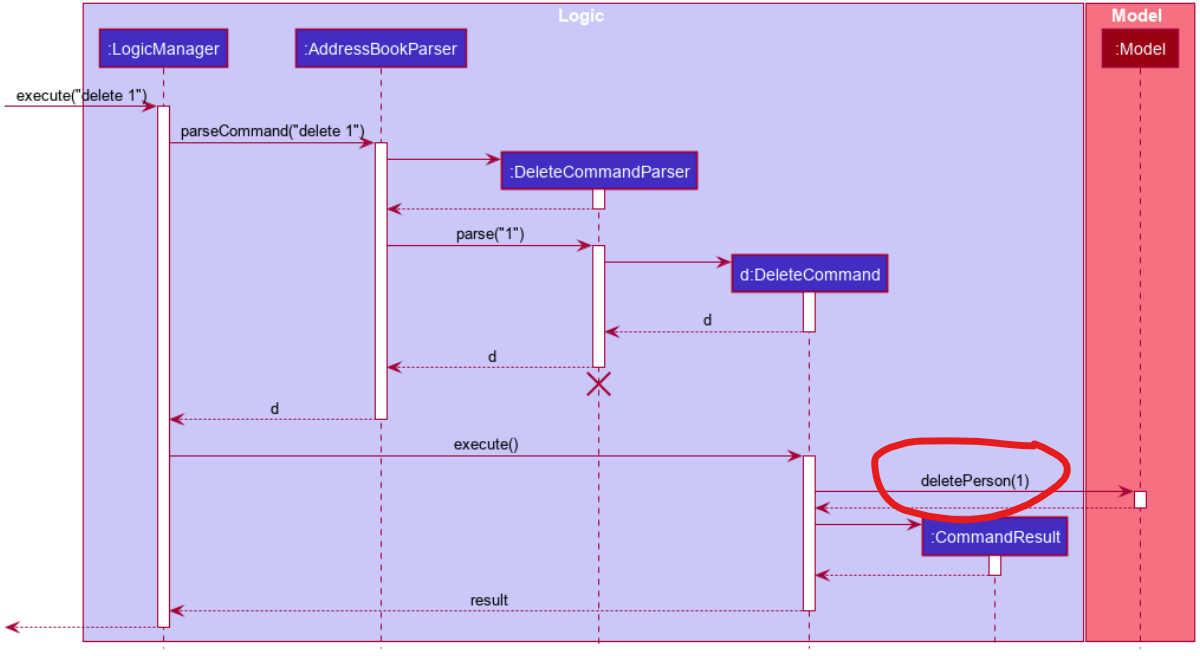 Logic
Model
:LogicManager
:AddressBookParser
:Model
execute("delete 1")
parseCommand("delete 1")
:DeleteCommandParser
parse("1")
d:DeleteCommand
d
d
d
execute()
deletePerson(1)
:CommandResult
result